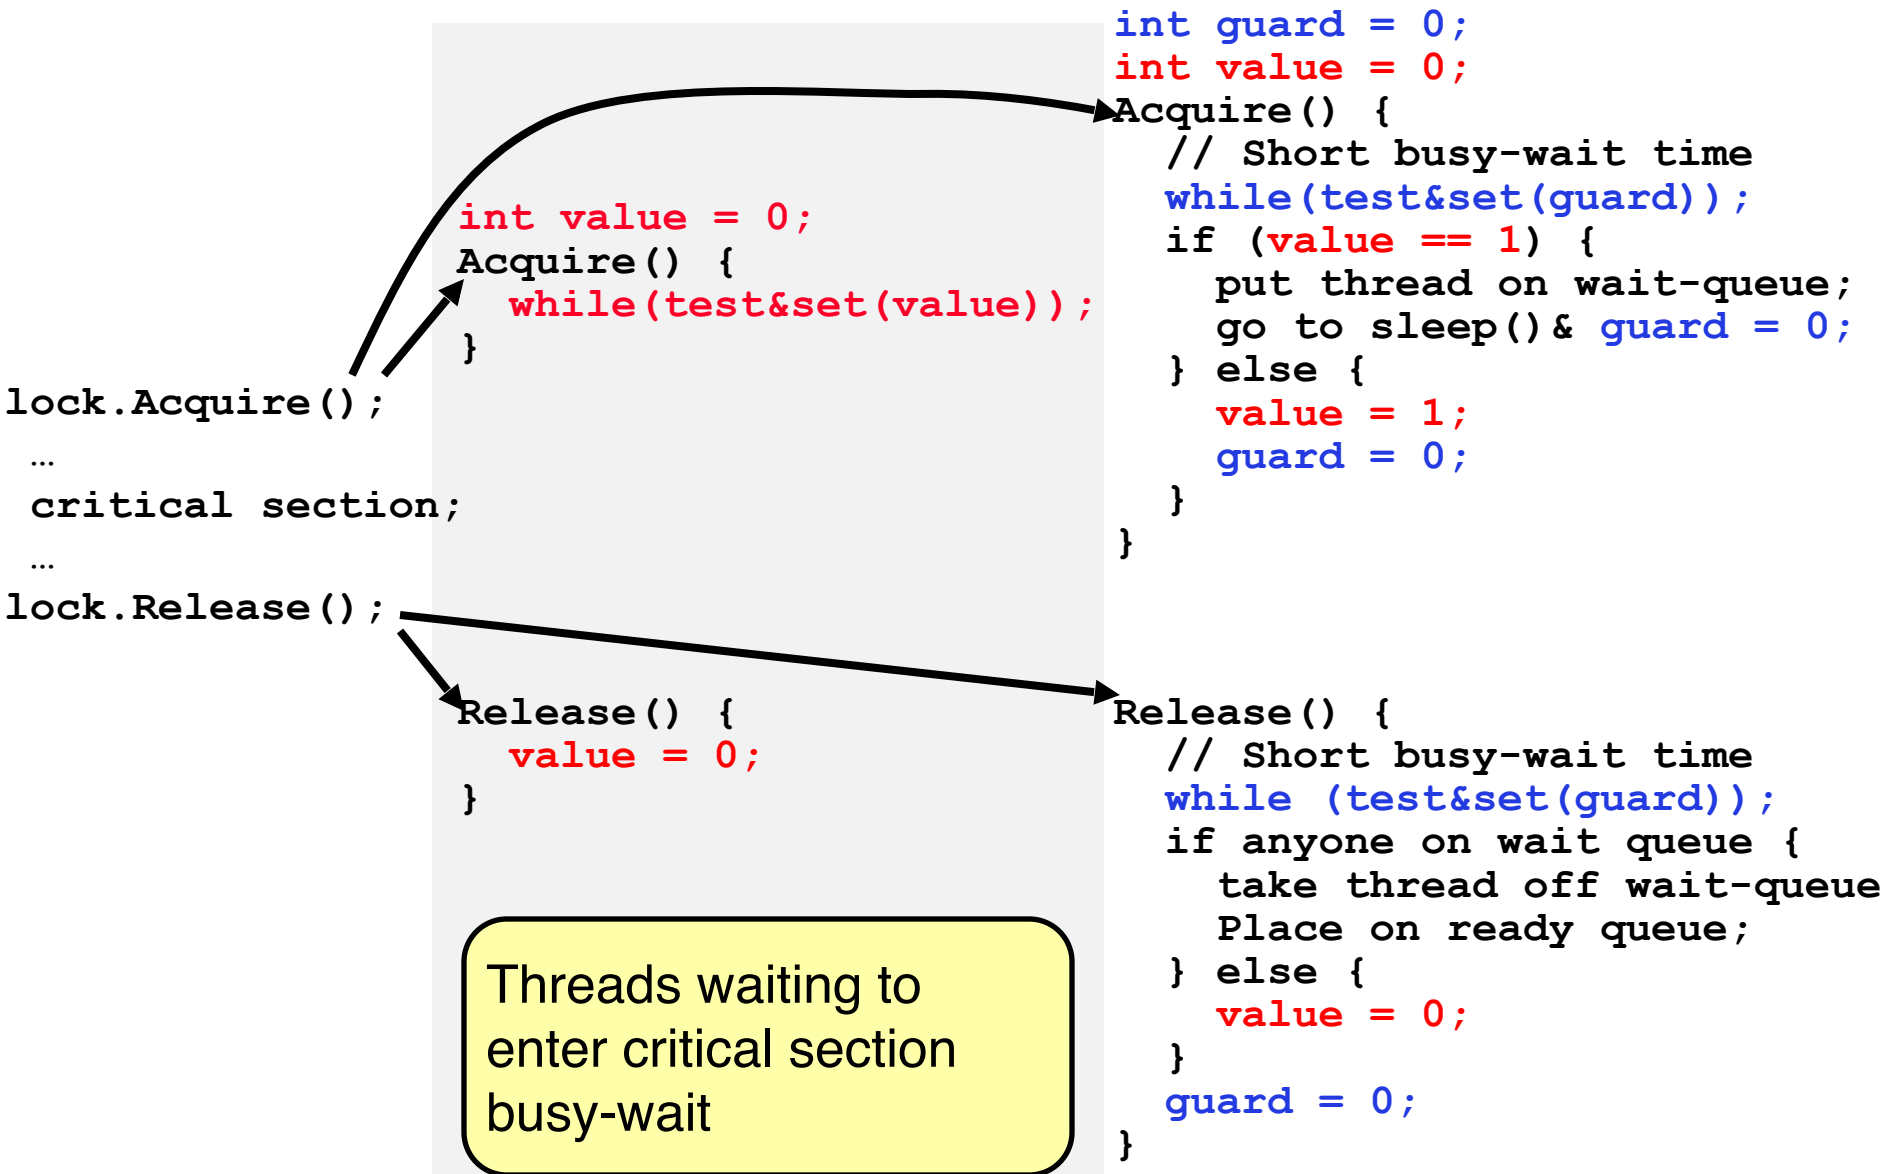 lock.Acquire();
…
critical section;
…
lock.Release();
int value = 0;
Acquire() {
while(test&set(value));
}
Release() {
value = 0;
}
Threads waiting to
enter critical section
busy-wait
int guard = 0;
int value = 0;
Acquire() {
// Short busy-wait time
while(test&set(guard));
if (value == 1) {
put thread on wait-queue;
go to sleep()& guard = 0;
} else {
value = 1;
guard = 0;
}
}
Release() {
// Short busy-wait time
while (test&set(guard));
if anyone on wait queue {
take thread off wait-queue
Place on ready queue;
} else {
value = 0;
}
guard = 0;
}